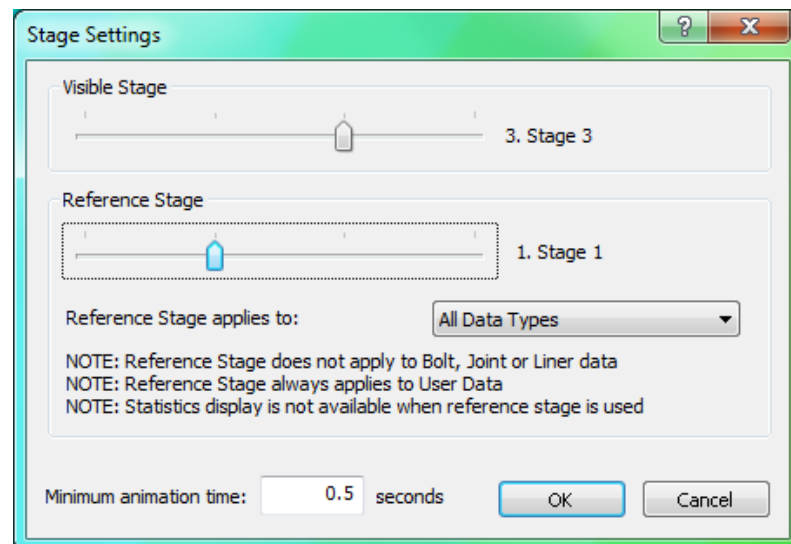 Stage Settings
?
X
Visible Stage
3. Stage 3
Reference Stage
1. Stage 1
Reference Stage applies to:
All Data Types
NOTE: Reference Stage does not apply to Bolt, Joint or Liner data
NOTE: Reference Stage always applies to User Data
NOTE: Statistics display is not available when reference stage is used
Minimum animation time: 0.5 seconds OK Cancel